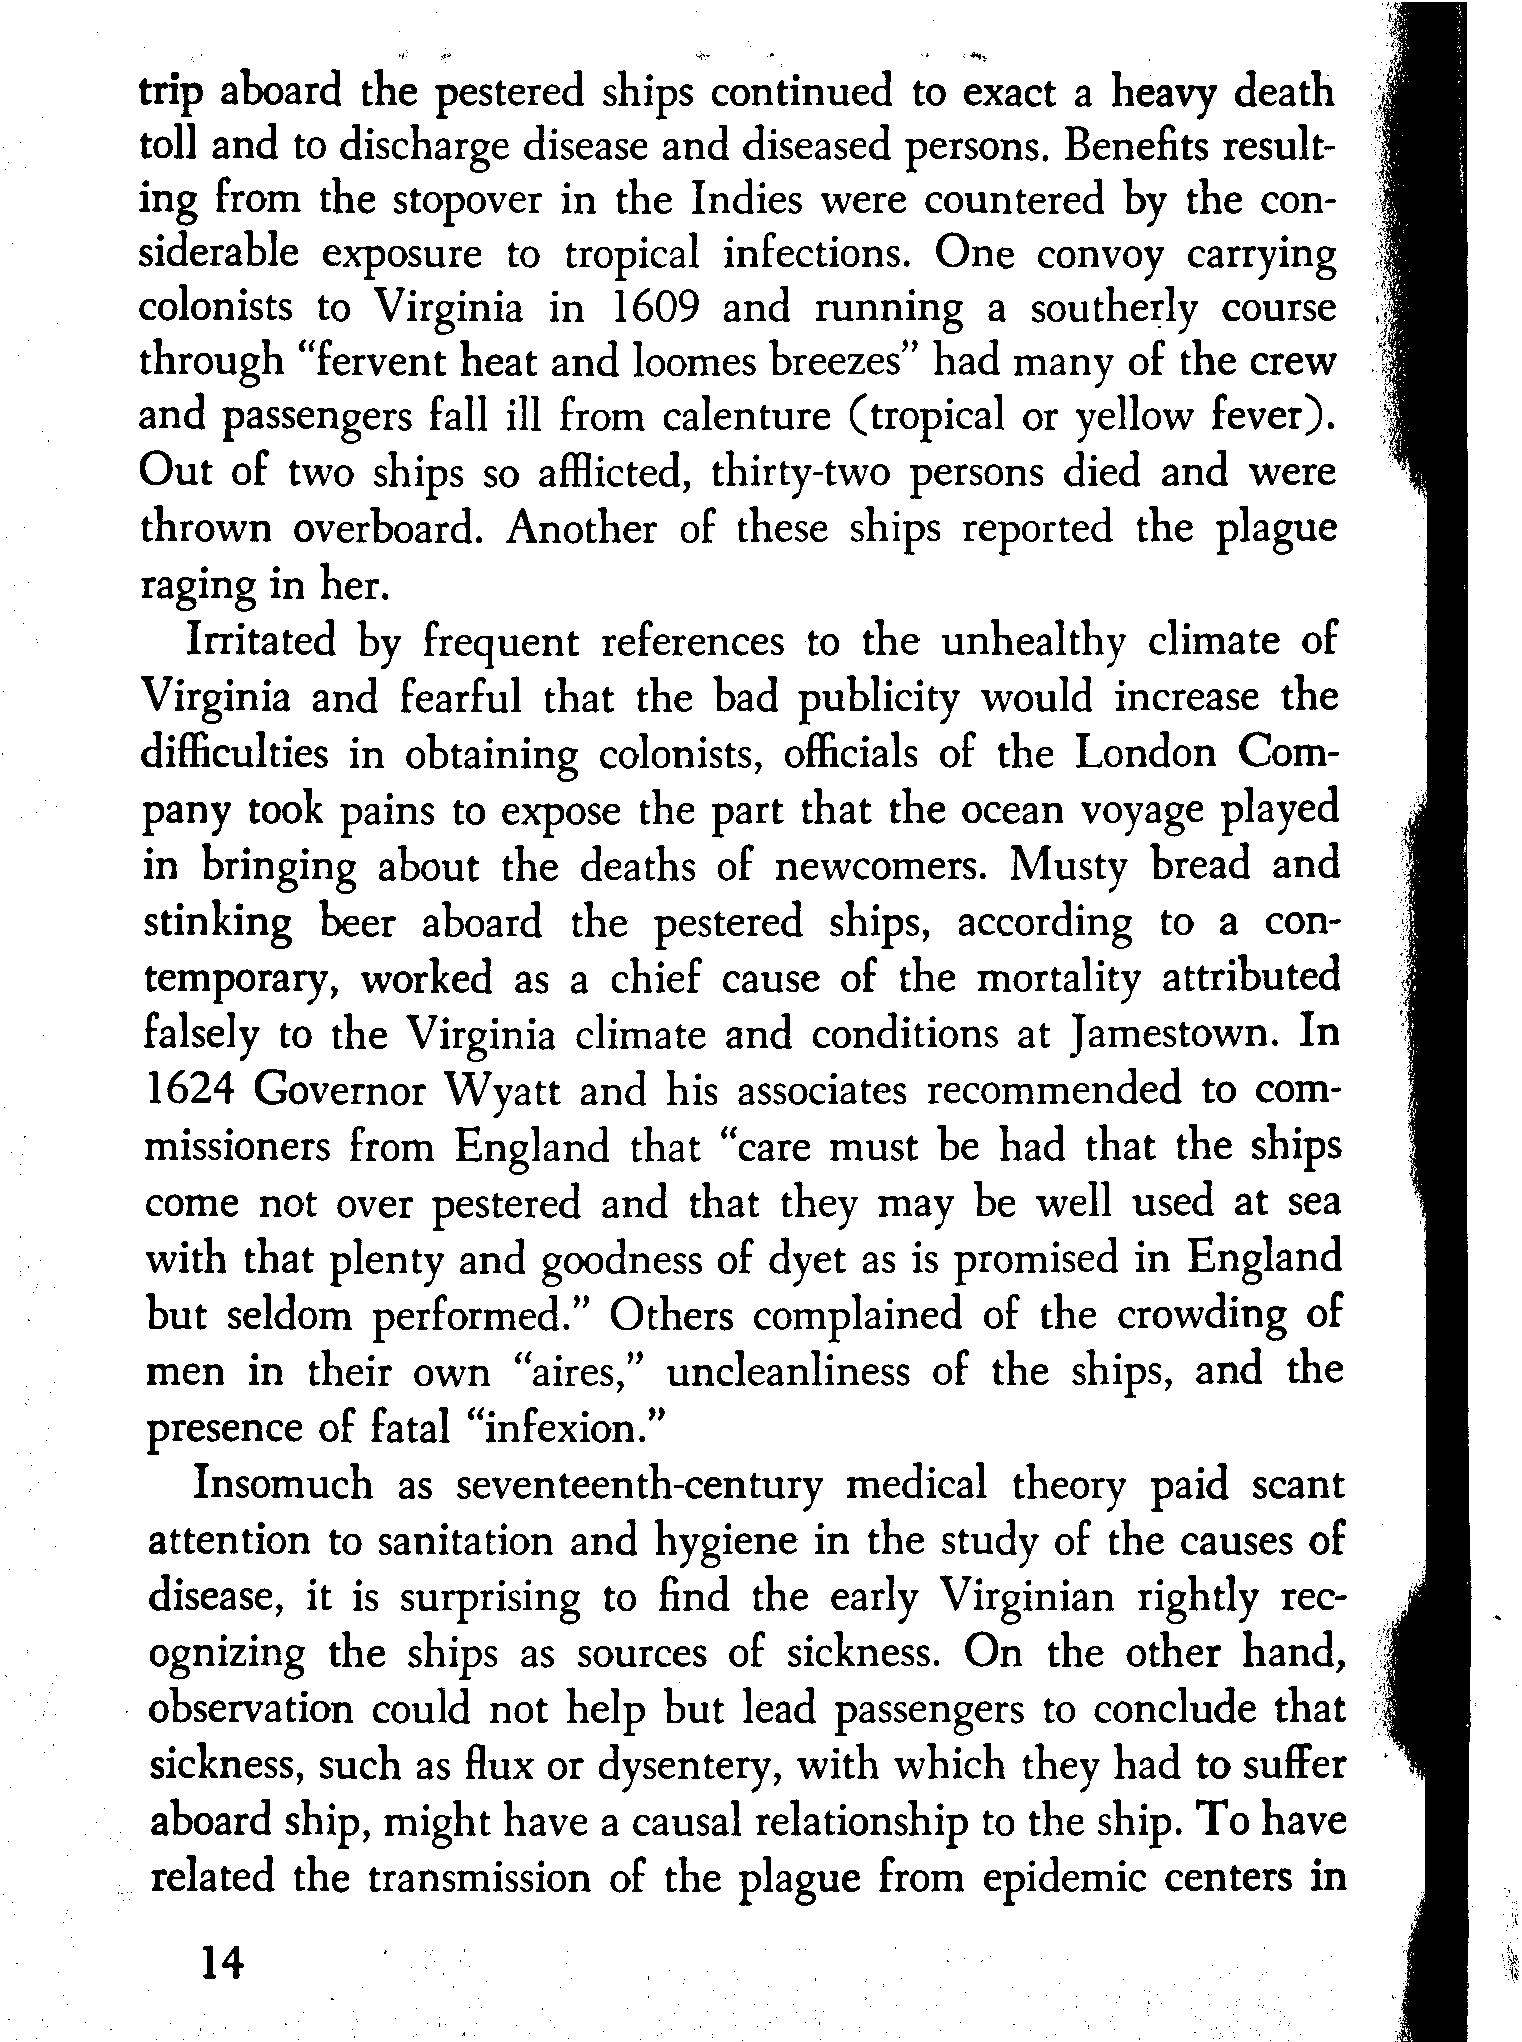 trip aboard the pestered ships continued to exact a heavy death
toll and to discharge disease and diseased persons. Benefits result-
ing from the stopover in the Indies were countered by the con-
siderable exposure to tropical infections. One convoy carrying
colonists to Virginia in 1609 and running a southerly course
through “fervent heat and loomes breezes” had many of the crew
and passengers fall ill from calenture (tropical or yellow fever).
Out of two ships so afflicted, thirty-two persons died and were
thrown overboard. Another of these ships reported the plague
raging in her.
Irritated by frequent references to the unhealthy climate of
Virginia and fearful that the bad publicity would increase the
difficulties in obtaining colonists, officials of the London Com-
pany took pains to expose the part that the ocean voyage played
in bringing about the deaths of newcomers. Musty bread and
stinking beer aboard the pestered ships, according to a con-
temporary, worked as a chief cause of the mortality attributed
falsely to the Virginia climate and conditions at Jamestown. In
1624 Governor Wyatt and his associates recommended to com-
missioners from England that “care must be had that the ships
come not over pestered and that they may be well used at sea
with that plenty and goodness of dyet as is promised in England
but seldom performed.” Others complained of the crowding of
men in their own “aires,” uncleanliness of the ships, and the
presence of fatal “infexion.”
Insomuch as seventeenth-century medical theory paid scant
attention to sanitation and hygiene in the study of the causes of
disease, it is surprising to find the early Virginian rightly rec-
ognizing the ships as sources of sickness. On the other hand,
observation could not help but lead passengers to conclude that
sickness, such as flux or dysentery, with which they had to suffer
aboard ship, might have a causal relationship to the ship. To have
related the transmission of the plague from epidemic centers in
14